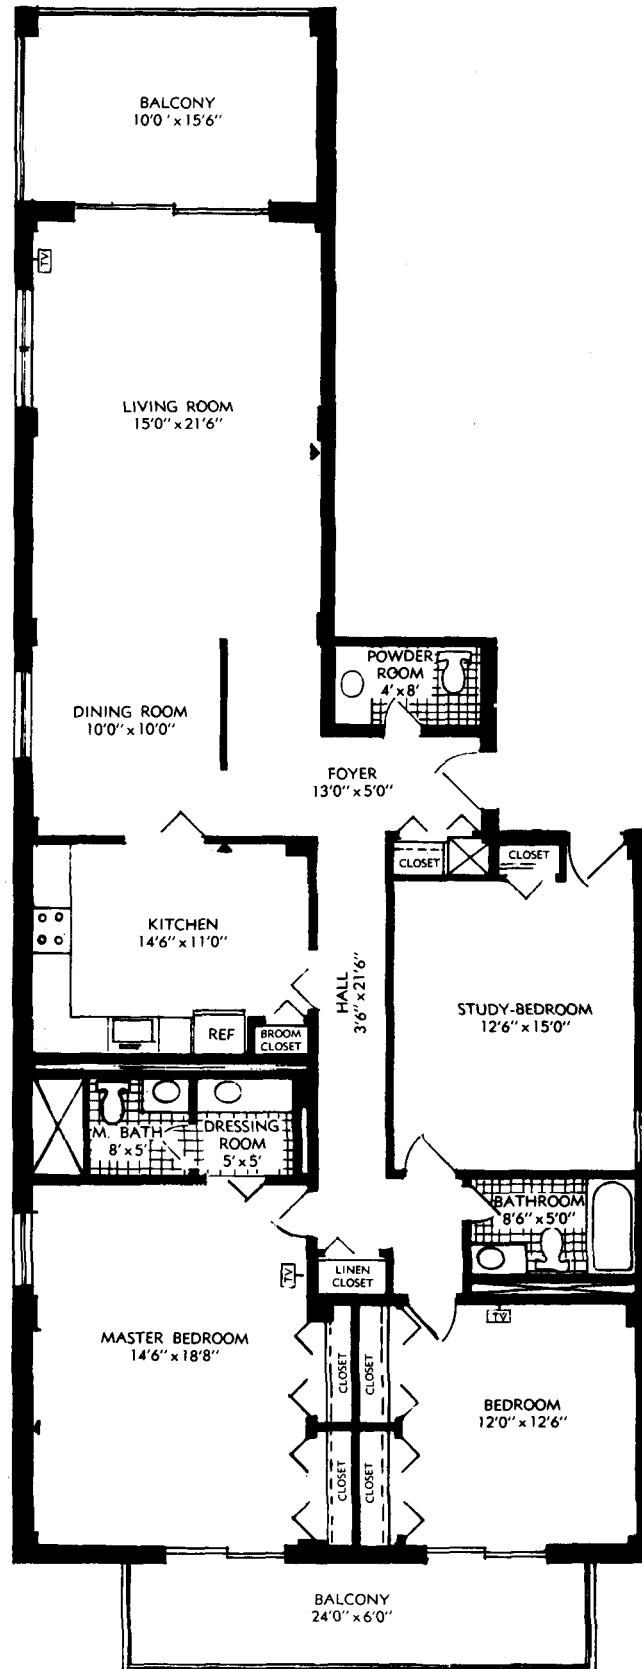 BALCONY
10'0' x 15'6"
TV
LIVING ROOM
15'0" x 21'6"
POWDER
ROOM
4' x 8'
DINING ROOM
10'0" x 10'0"
FOYER
13'0" x 5'0"
CLOSET
CLOSET
KITCHEN
14'6" x 11'0"
HALL
3'6" x 21'6"
STUDY-BEDROOM
12'6" x 15'0"
REF
BROOM
CLOSET
M. BATH
8' x 5'
DRESSING
ROOM
5' x 5'
BATHROOM
8'6" x 5'0"
LINEN
CLOSET
TV
TV
MASTER BEDROOM
14'6" x 18'8"
CLOSET
CLOSET
BEDROOM
12'0" x 12'6"
CLOSET
CLOSET
BALCONY
24'0" x 6'0"